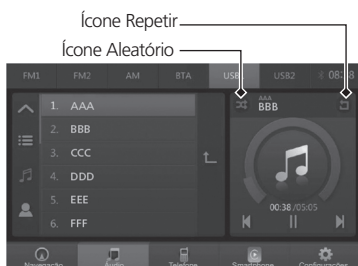 Ícone Repetir
Ícone Aleatório
FM1 FM2 AM BTA USB USB2
1. AAA
2. BBB
3. CCC
4. DDD
5. EEE
6. FFF
AAA
BBB
00:38/05:05
Navegação Áudio Telefone Smartphone Configurações